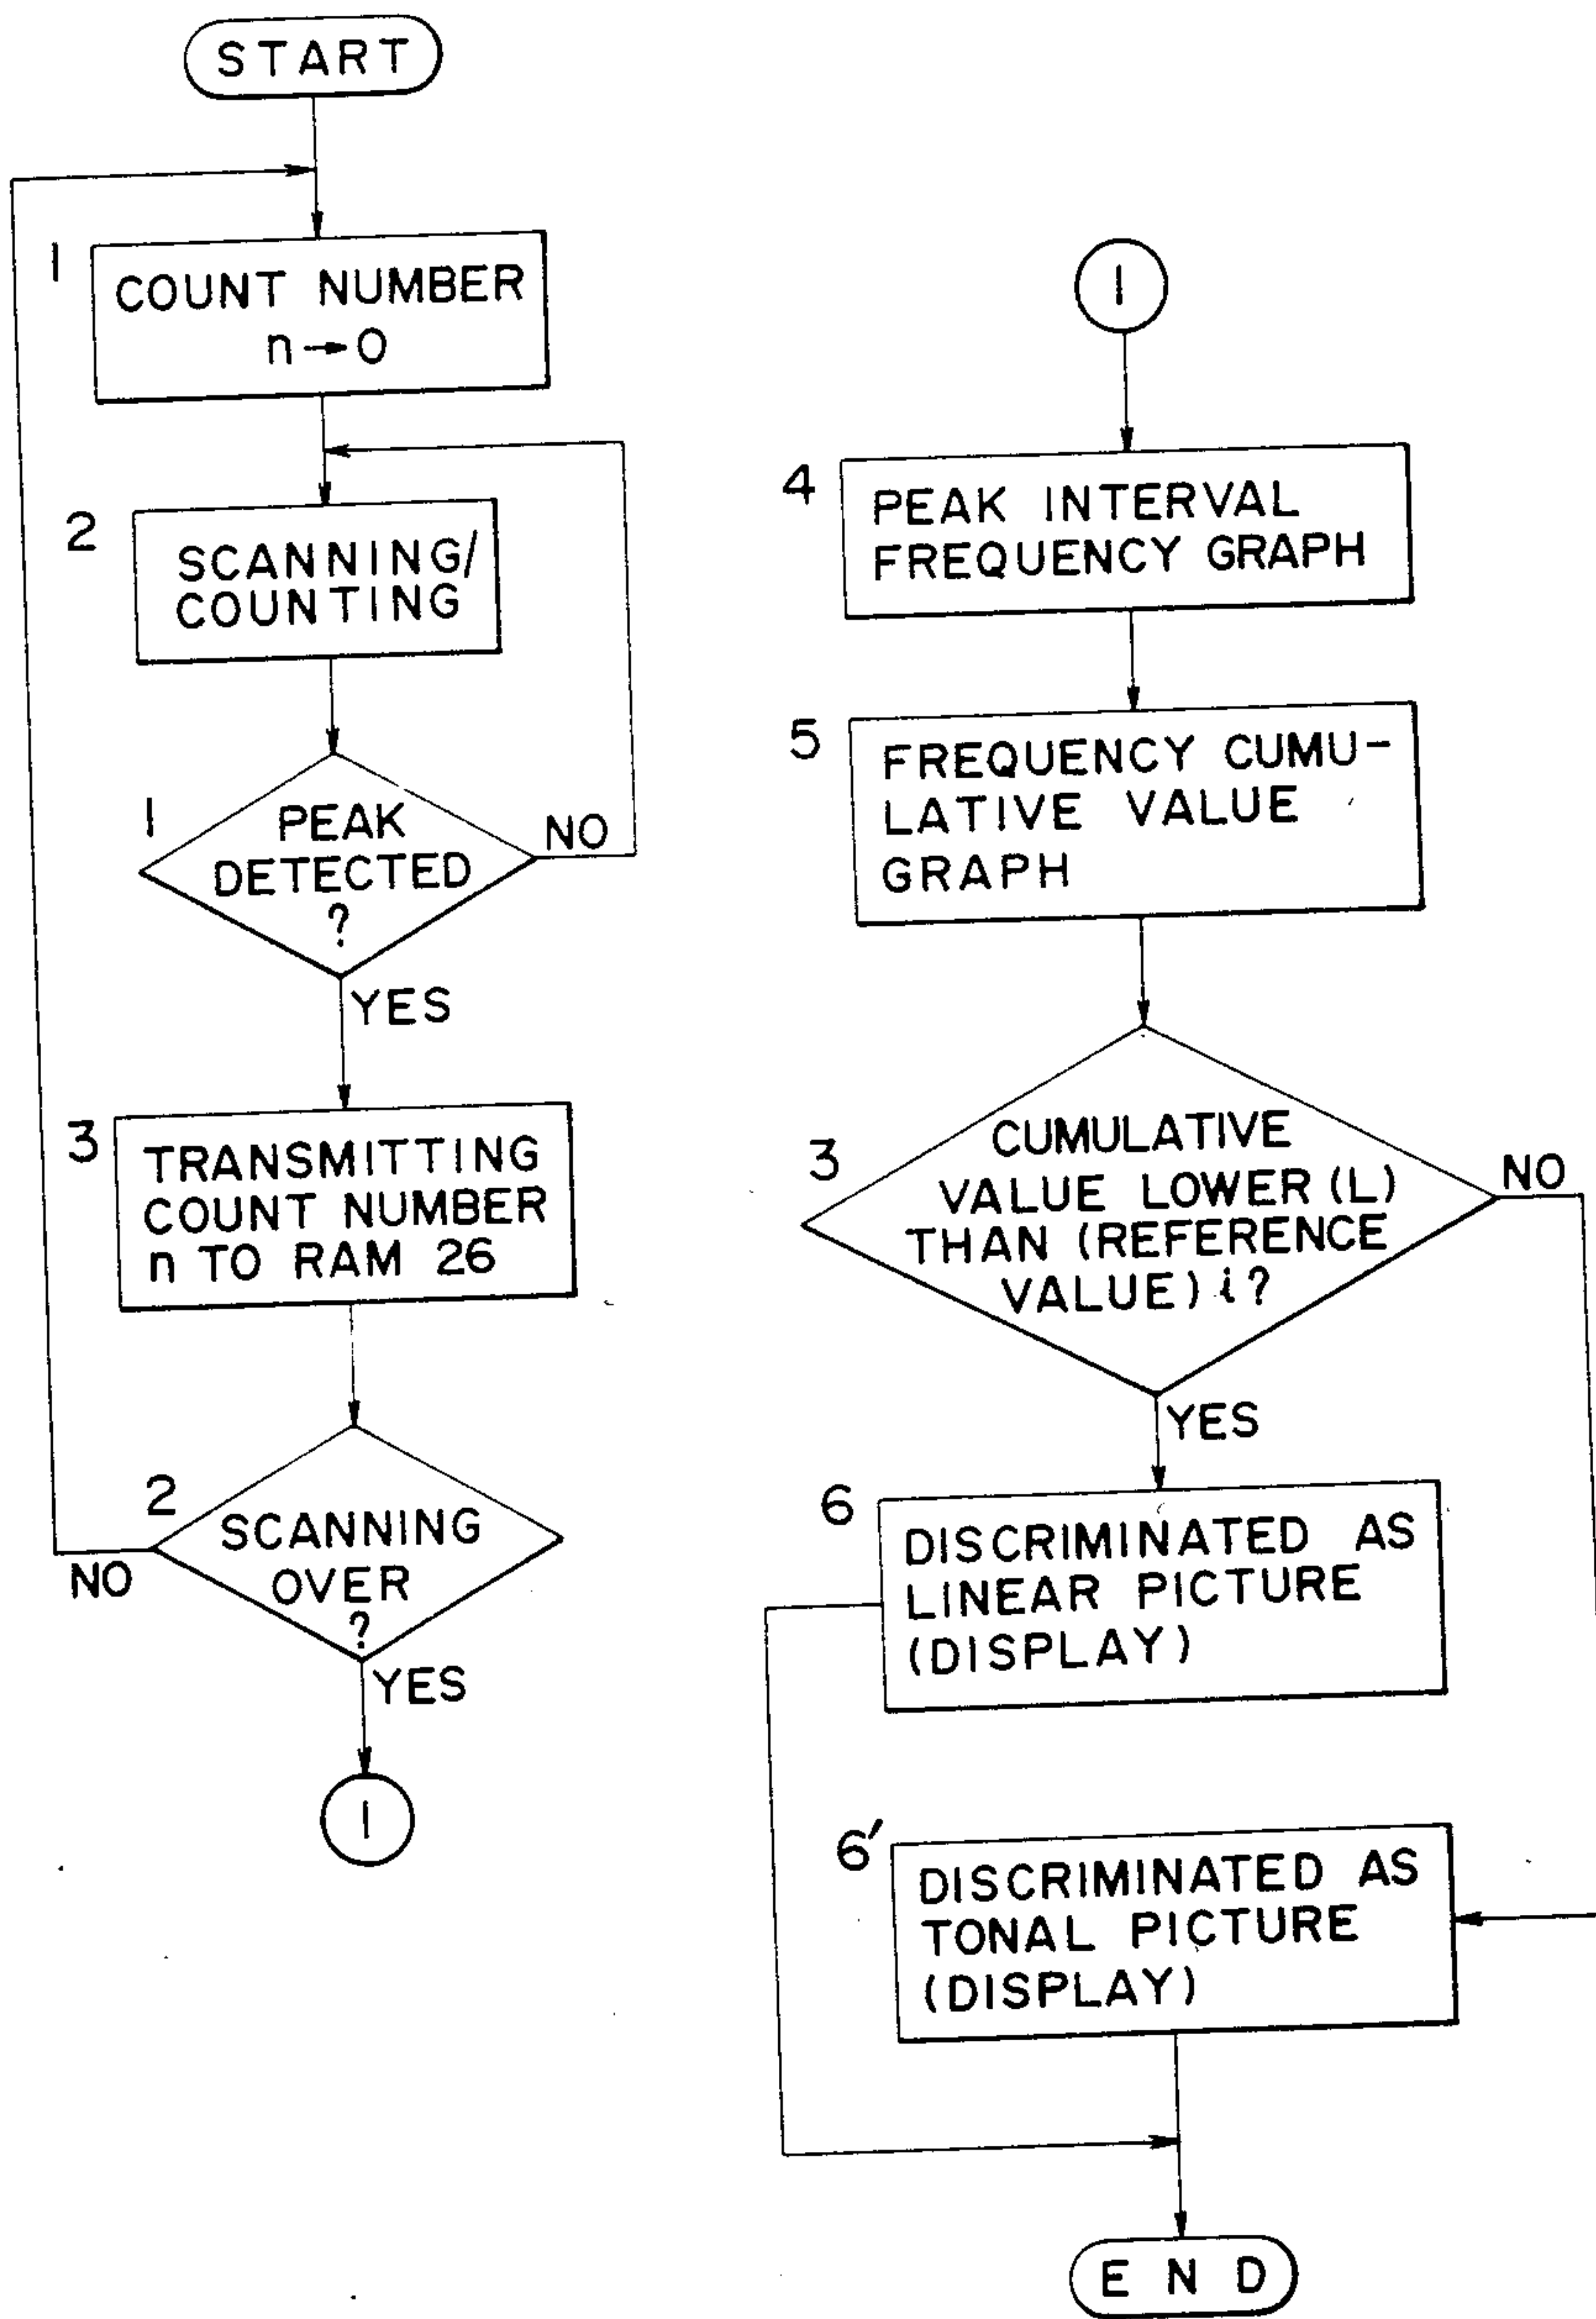 START
1
COUNT NUMBER
n→0
2
SCANNING/
COUNTING
1
PEAK
DETECTED
?
NO
YES
3
TRANSMITTING
COUNT NUMBER
n TO RAM 26
2
SCANNING
OVER
?
NO
YES
1
1
4
PEAK INTERVAL
FREQUENCY GRAPH
5
FREQUENCY CUMU-
LATIVE VALUE
GRAPH
3
CUMULATIVE
VALUE LOWER (L)
THAN (REFERENCE
VALUE) i?
NO
YES
6
DISCRIMINATED AS
LINEAR PICTURE
(DISPLAY)
6'
DISCRIMINATED AS
TONAL PICTURE
(DISPLAY)
END